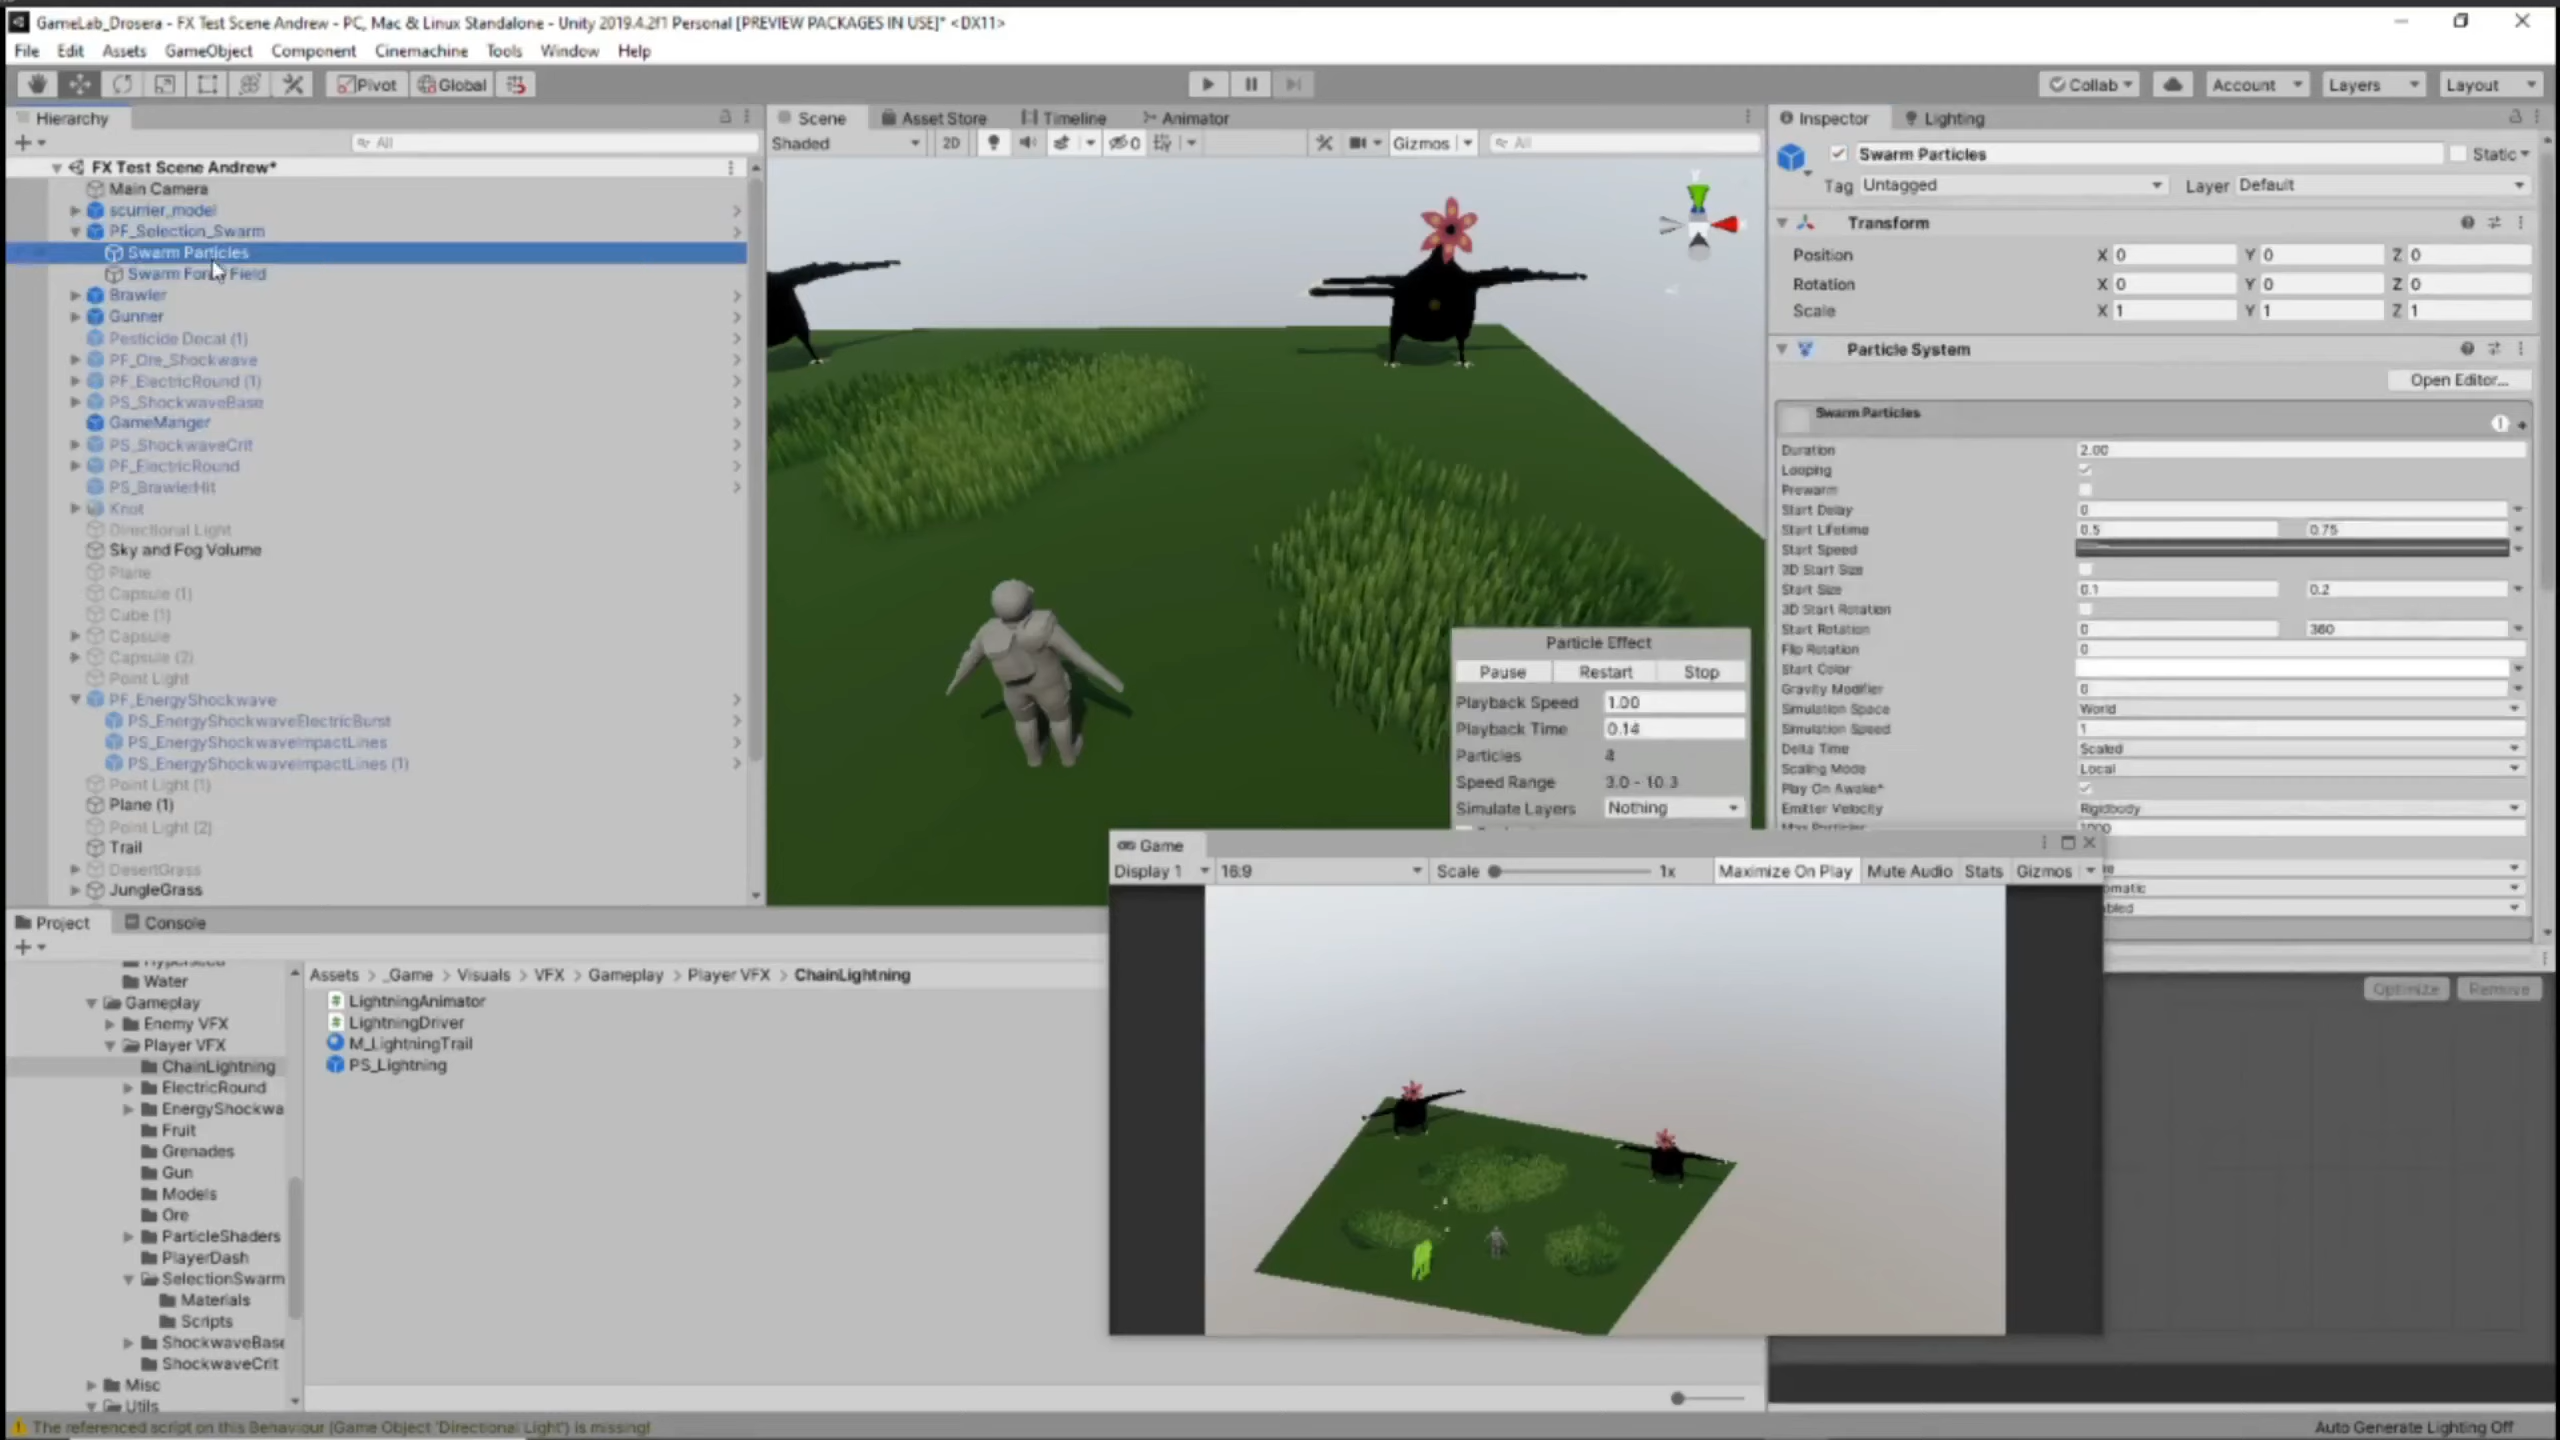 GameLab_Drosera - FX Test Scene Andrew - PC, Mac & Linux Standalone - Unity 2019.4.2f1 Personal [PREVIEW PACKAGES IN USE]* <DX11>
File Edit Assets GameObject Component Cinemachine Tools Window Help
Pivot Global Collab Account Layers Layout
Hierarchy
All
FX Test Scene Andrew*
Main Camera
scurrier_model
PF_Selection_Swarm
Swarm Particles
Swarm Force Field
Brawler
Gunner
Pesticide Decal (1)
PF_Ore_Shockwave
PF_ElectricRound (1)
PS_ShockwaveBase
GameManger
PS_ShockwaveCrit
PF_ElectricRound
PS_BrawlerHit
Knot
Directional Light
Sky and Fog Volume
Plane
Capsule (1)
Cube (1)
Capsule
Capsule (2)
Point Light
PF_EnergyShockwave
PS_EnergyShockwaveElectricBurst
PS_EnergyShockwaveImpactLines
PS_EnergyShockwaveImpactLines (1)
Point Light (1)
Plane (1)
Point Light (2)
Trail
DesertGrass
JungleGrass
Scene Asset Store Timeline Animator
Shaded 2D 0 Gizmos All
Y
Particle Effect
Pause Restart Stop
Playback Speed 1.00
Playback Time 0.14
Particles 4
Speed Range 3.0 - 10.3
Simulate Layers Nothing
Inspector Lighting
Swarm Particles Static
Tag Untagged Layer Default
Transform
Position X 0 Y 0 Z 0
Rotation X 0 Y 0 Z 0
Scale X 1 Y 1 Z 1
Particle System
Open Editor...
Swarm Particles
Duration 2.00
Looping
Prewarm
Start Delay 0
Start Lifetime 0.5 0.75
Start Speed
3D Start Size
Start Size 0.1 0.2
3D Start Rotation
Start Rotation 0 360
Flip Rotation 0
Start Color
Gravity Modifier 0
Simulation Space World
Simulation Speed 1
Delta Time Scaled
Scaling Mode Local
Play On Awake*
Emitter Velocity Rigidbody
Max Particles 1000
omatic
bled
Optimize Remove
Game
Display 1 16:9 Scale 1x Maximize On Play Mute Audio Stats Gizmos
Project Console
Water
Gameplay
Enemy VFX
Player VFX
ChainLightning
ElectricRound
EnergyShockwa
Fruit
Grenades
Gun
Models
Ore
ParticleShaders
PlayerDash
SelectionSwarm
Materials
Scripts
ShockwaveBase
ShockwaveCrit
Misc
Utils
Assets > _Game > Visuals > VFX > Gameplay > Player VFX > ChainLightning
LightningAnimator
LightningDriver
M_LightningTrail
PS_Lightning
The referenced script on this Behaviour (Game Object 'Directional Light') is missing!
Auto Generate Lighting Off